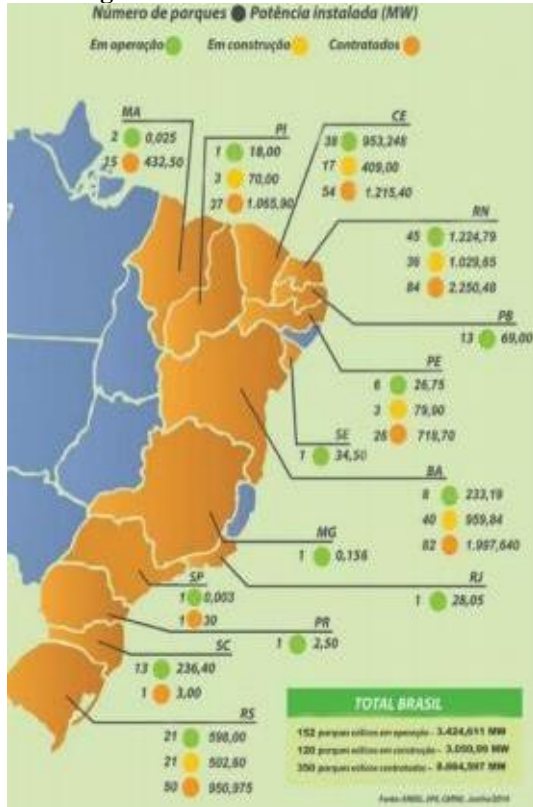 Número de parques Potência instalada (MW)
Em operação Em construção Contratados
MA
2 0,025
15 432,50
PI
1 18,00
3 70,00
37 1.065,90
CE
38 953,248
17 409,00
54 1.215,40
RN
45 1.224,79
36 1.029,65
84 2.250,48
PB
13 69,00
PE
6 26,75
3 79,90
26 718,70
SE
1 34,50
BA
8 233,19
40 959,84
82 1.997,640
MG
1 0,156
RJ
1 28,05
SP
1 0,003
1 30
PR
1 2,50
SC
13 236,40
1 3,00
RS
21 598,00
21 502,60
50 950,975
TOTAL BRASIL
152 parques eólicos em operação - 3.424,611 MW
120 parques eólicos em construção - 3.050,99 MW
350 parques eólicos contratados - 8.664,597 MW